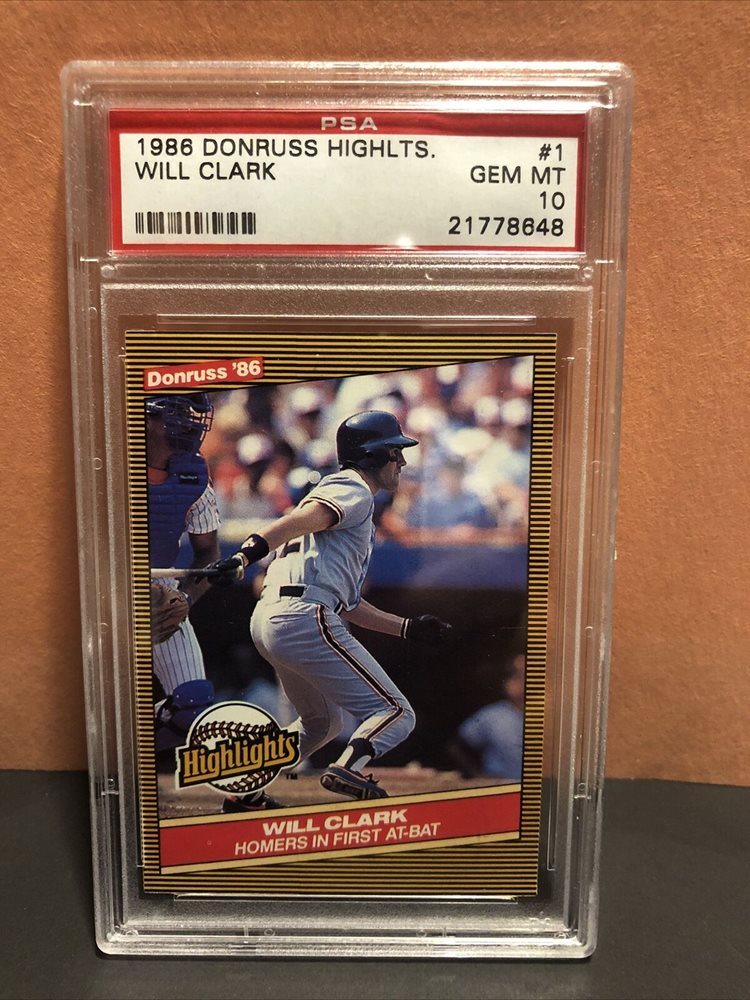 PSA
1986 DONRUSS HIGHLTS. #1
WILL CLARK GEM MT
10
21778648
Donruss '86
Highlights
TM
WILL CLARK
HOMERS IN FIRST AT-BAT